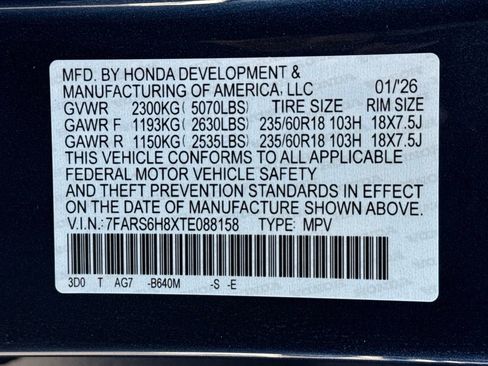 MFD. BY HONDA DEVELOPMENT &
MANUFACTURING OF AMERICA, LLC 01/'26
GVWR 2300KG( 5070LBS) TIRE SIZE RIM SIZE
GAWR F 1193KG( 2630LBS) 235/60R18 103H 18X7.5J
GAWR R 1150KG( 2535LBS) 235/60R18 103H 18X7.5J
THIS VEHICLE CONFORMS TO ALL APPLICABLE
FEDERAL MOTOR VEHICLE SAFETY
AND THEFT PREVENTION STANDARDS IN EFFECT
ON THE DATE OF MANUFACTURE SHOWN ABOVE.
V.I.N.:7FARS6H8XTE088158 TYPE: MPV
3D0 T AG7 -B640M -S -E